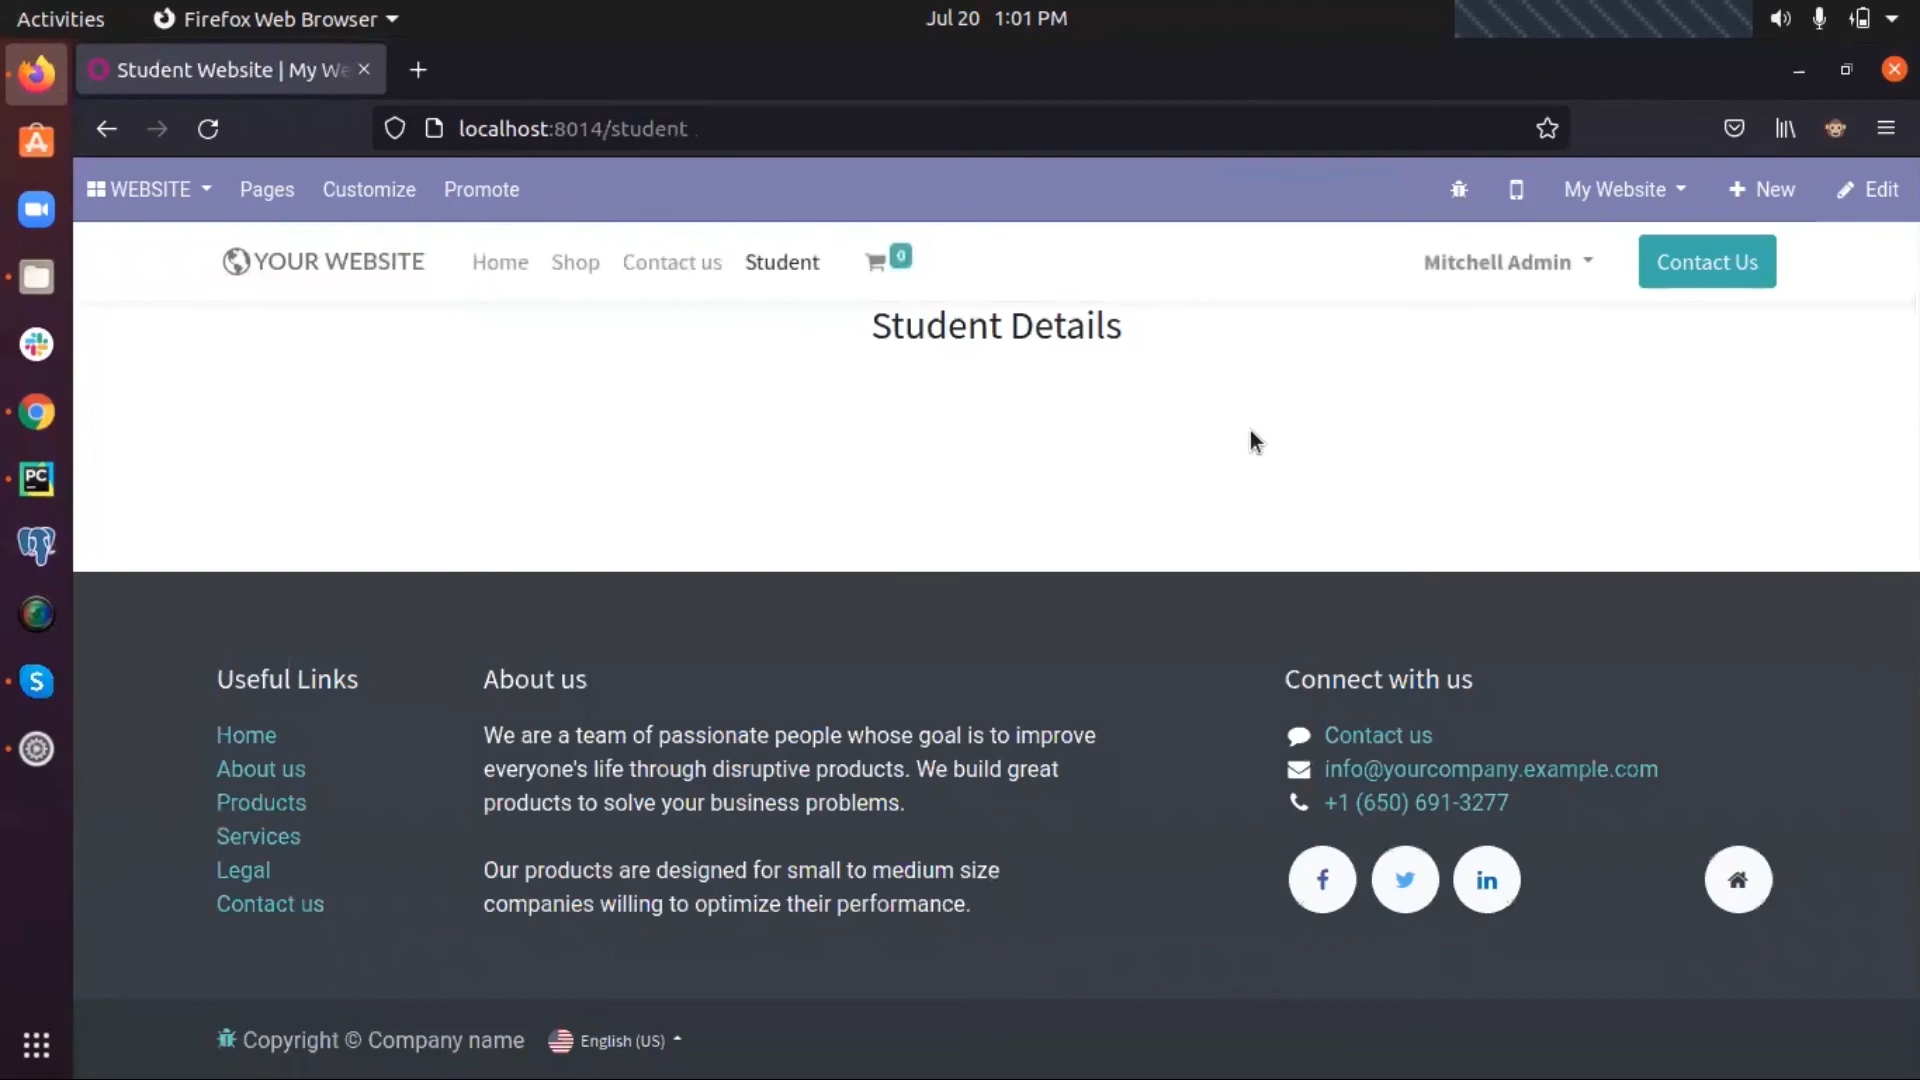 Activities Firefox Web Browser Jul 20 1:01 PM
Student Website | My We
localhost:8014/student
WEBSITE Pages Customize Promote My Website + New Edit
YOUR WEBSITE Home Shop Contact us Student 0 Mitchell Admin Contact Us
Student Details
Useful Links
Home
About us
Products
Services
Legal
Contact us
About us
We are a team of passionate people whose goal is to improve
everyone's life through disruptive products. We build great
products to solve your business problems.
Our products are designed for small to medium size
companies willing to optimize their performance.
Connect with us
Contact us
info@yourcompany.example.com
+1 (650) 691-3277
Copyright © Company name English (US)